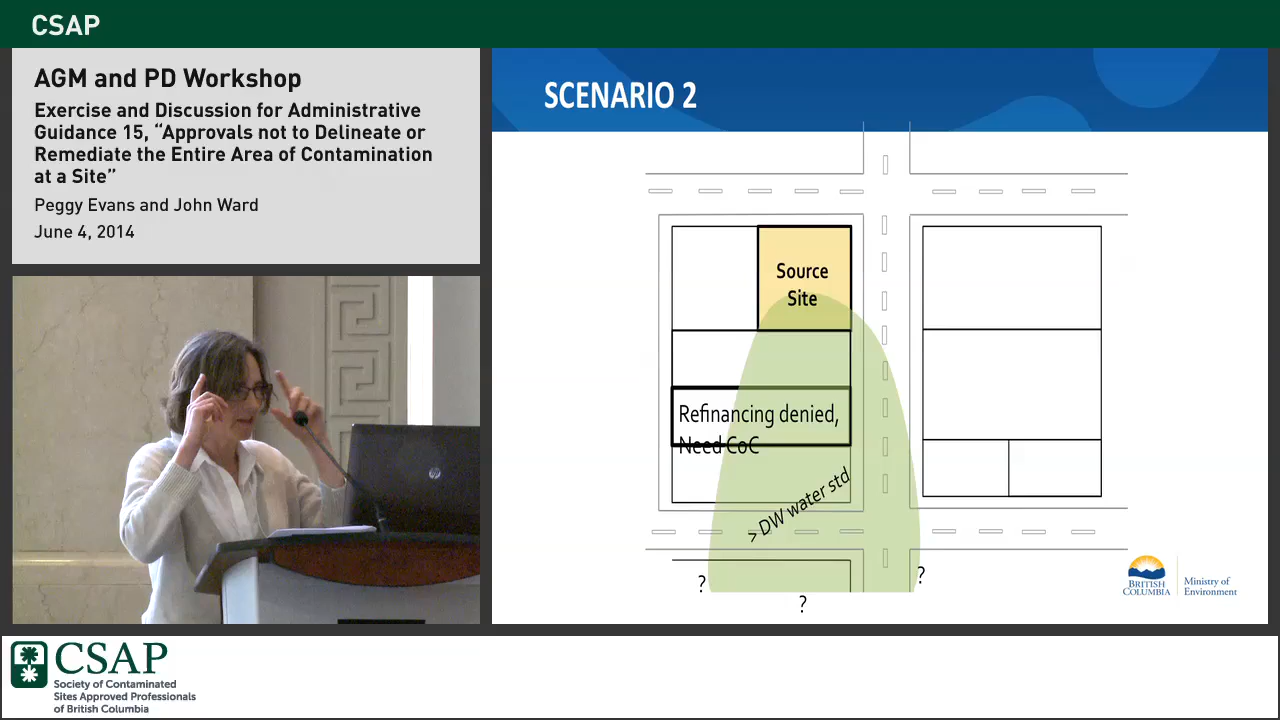 CSAP
AGM and PD Workshop
Exercise and Discussion for Administrative
Guidance 15, “Approvals not to Delineate or
Remediate the Entire Area of Contamination
at a Site”
Peggy Evans and John Ward
June 4, 2014
SCENARIO 2
Source
Site
Refinancing denied,
Need CoC
> DW water std
?
?
?
BRITISH
COLUMBIA
Ministry of
Environment
hp
CSAP
Society of Contaminated
Sites Approved Professionals
of British Columbia